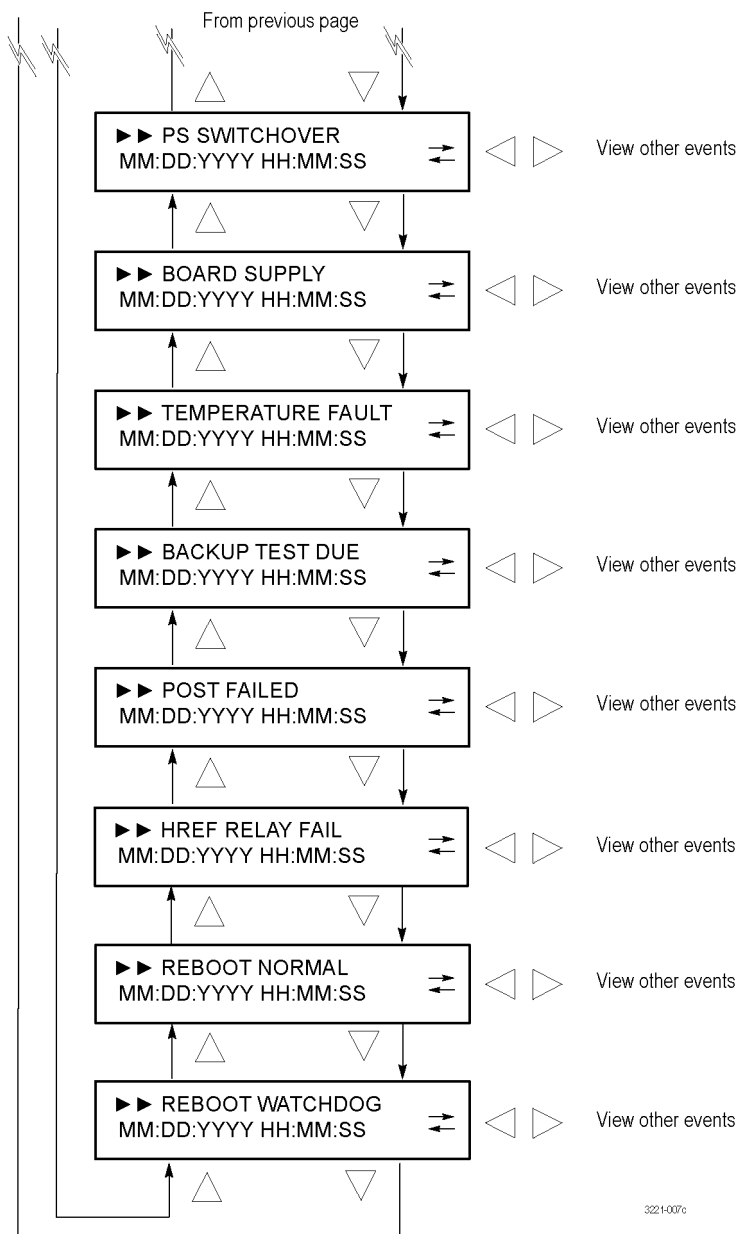 From previous page
►► PS SWITCHOVER
MM:DD:YYYY HH:MM:SS
View other events
►► BOARD SUPPLY
MM:DD:YYYY HH:MM:SS
View other events
►► TEMPERATURE FAULT
MM:DD:YYYY HH:MM:SS
View other events
►► BACKUP TEST DUE
MM:DD:YYYY HH:MM:SS
View other events
►► POST FAILED
MM:DD:YYYY HH:MM:SS
View other events
►► HREF RELAY FAIL
MM:DD:YYYY HH:MM:SS
View other events
►► REBOOT NORMAL
MM:DD:YYYY HH:MM:SS
View other events
►► REBOOT WATCHDOG
MM:DD:YYYY HH:MM:SS
View other events
3221-007c